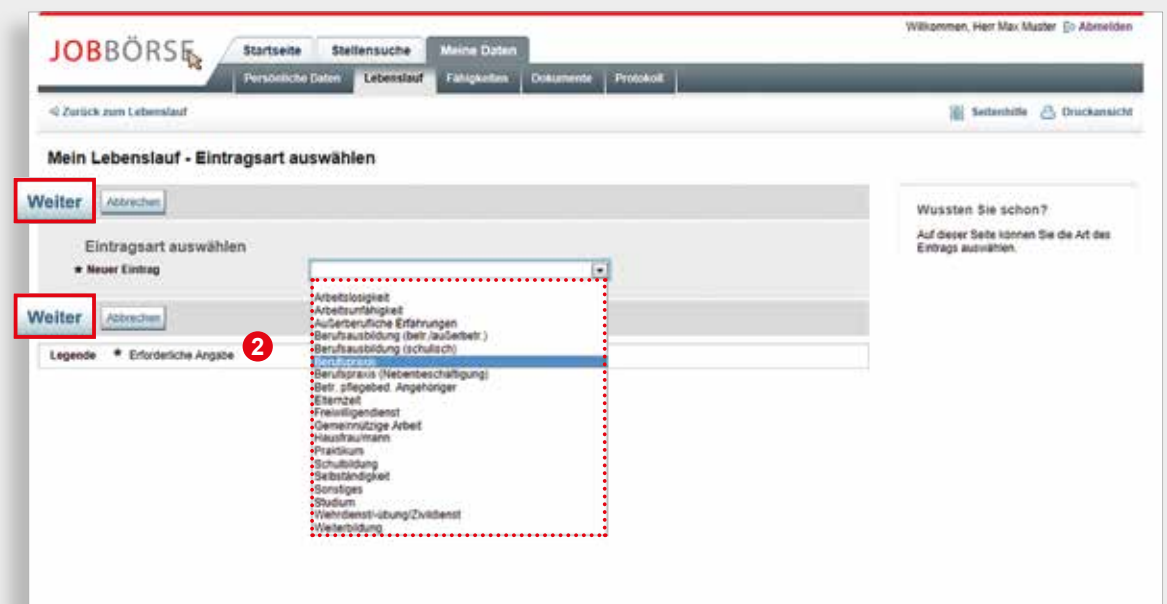 Willkommen, Herr Max Muster Abmelden
JOBBÖRSE
Startseite Stellensuche Meine Daten
Persönliche Daten Lebenslauf Fähigkeiten Dokumente Protokoll
Zurück zum Lebenslauf Seitenhilfe Druckansicht
Mein Lebenslauf - Eintragsart auswählen
Weiter Abbrechen
Wussten Sie schon?
Auf dieser Seite können Sie die Art des
Eintrags auswählen.
Eintragsart auswählen
* Neuer Eintrag
Weiter Abbrechen
Legende * Erforderliche Angabe
2
Arbeitslosigkeit
Arbeitsunfähigkeit
Außerberufliche Erfahrungen
Berufsausbildung (betr./außerbetr.)
Berufsausbildung (schulisch)
Berufspraxis
Berufspraxis (Nebenbeschäftigung)
Betr. pflegebed. Angehöriger
Elternzeit
Freiwilligendienst
Gemeinnützige Arbeit
Hausfrau/mann
Praktikum
Schulbildung
Selbständigkeit
Sonstiges
Studium
Wehrdienst/-übung/Zivildienst
Weiterbildung